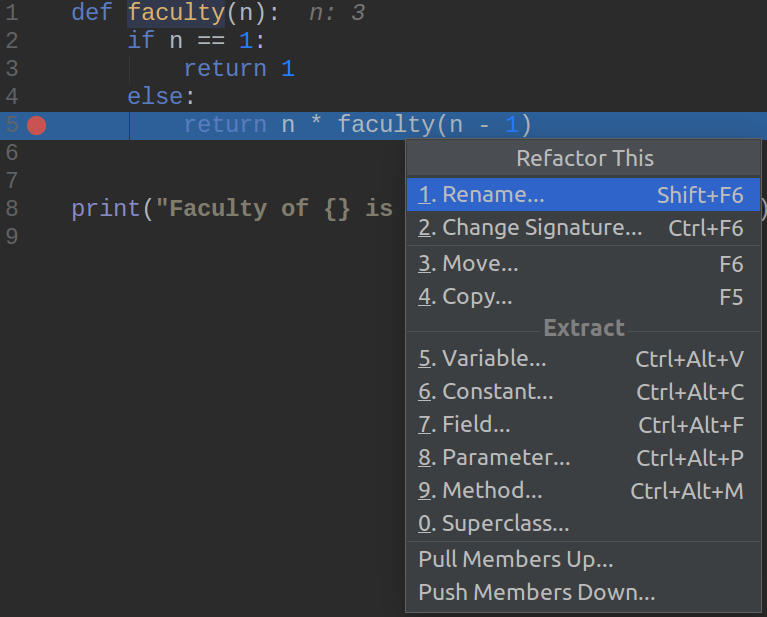 1 def faculty(n): n: 3
2 if n == 1:
3 return 1
4 else:
5 return n * faculty(n - 1)
6
7
8 print("Faculty of {} is )
9
Refactor This
1. Rename... Shift+F6
2. Change Signature... Ctrl+F6
3. Move... F6
4. Copy... F5
Extract
5. Variable... Ctrl+Alt+V
6. Constant... Ctrl+Alt+C
7. Field... Ctrl+Alt+F
8. Parameter... Ctrl+Alt+P
9. Method... Ctrl+Alt+M
0. Superclass...
Pull Members Up...
Push Members Down...